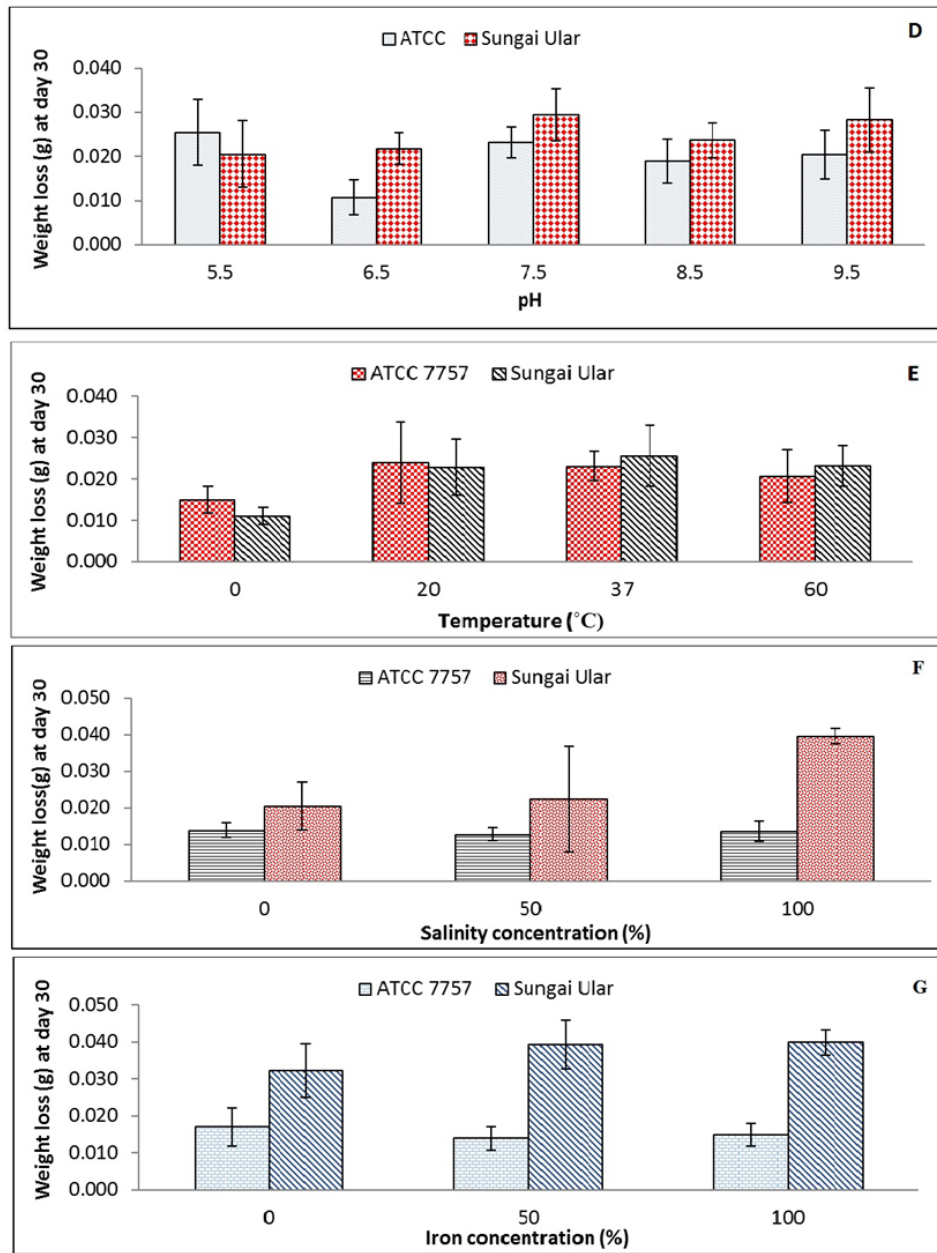 D
ATCC Sungai Ular
Weight loss (g) at day 30
0.040
0.030
0.020
0.010
0.000
5.5 6.5 7.5 8.5 9.5
pH
E
ATCC 7757 Sungai Ular
Weight loss (g) at day 30
0.040
0.030
0.020
0.010
0.000
0 20 37 60
Temperature (°C)
F
ATCC 7757 Sungai Ular
Weight loss(g) at day 30
0.050
0.040
0.030
0.020
0.010
0.000
0 50 100
Salinity concentration (%)
G
ATCC 7757 Sungai Ular
Weight loss (g) at day 30
0.050
0.040
0.030
0.020
0.010
0.000
0 50 100
Iron concentration (%)